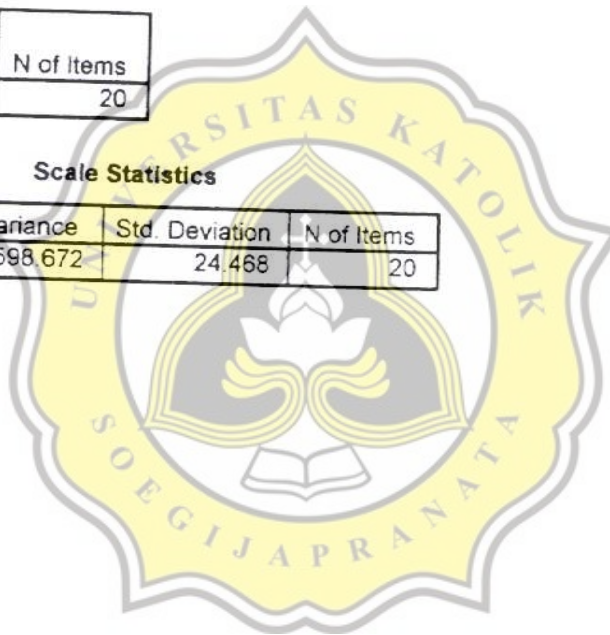 N of Items
20
Scale Statistics
ariance Std. Deviation N of Items
598.672 24.468 20
UNIVERSITAS KATOLIK
SOEGIJAPRANATA